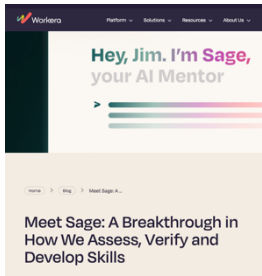 Workera
Platform Solutions Resources About Us
Hey, Jim. I'm Sage,
your AI Mentor
>
Home > Blog > Meet Sage: A ...
Meet Sage: A Breakthrough in
How We Assess, Verify and
Develop Skills